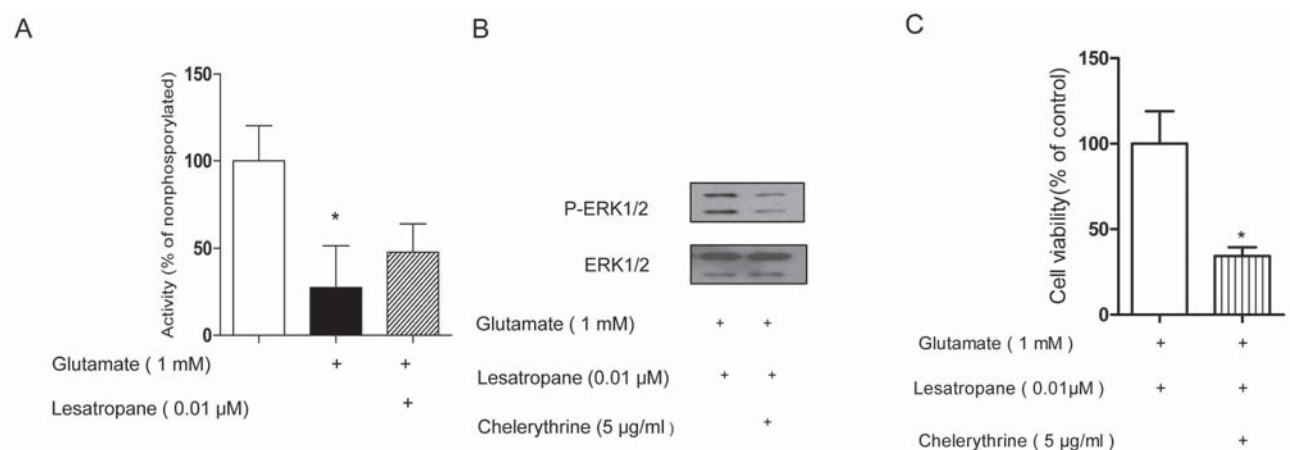 A
Activity (% of nonphosporylated)
150
100
50
0
*
Glutamate ( 1 mM)
+
+
Lesatropane ( 0.01 µM)
+
B
P-ERK1/2
ERK1/2
Glutamate ( 1 mM)
+
+
Lesatropane (0.01 µM)
+
+
Chelerythrine (5 µg/ml )
+
C
Cell viability(% of control)
150
100
50
0
*
Glutamate ( 1 mM)
+
+
Lesatropane ( 0.01µM )
+
+
Chelerythrine ( 5 µg/ml )
+